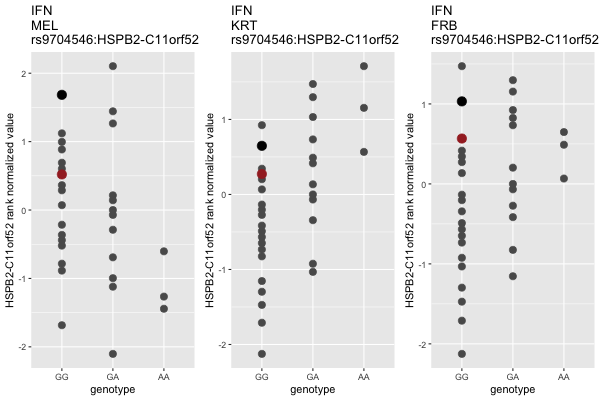 IFN
MEL
rs9704546:HSPB2-C11orf52
HSPB2-C11orf52 rank normalized value
2
1
0
-1
-2
GG GA AA
genotype
IFN
KRT
rs9704546:HSPB2-C11orf52
HSPB2-C11orf52 rank normalized value
1
0
-1
-2
GG GA AA
genotype
IFN
FRB
rs9704546:HSPB2-C11orf52
HSPB2-C11orf52 rank normalized value
1
0
-1
-2
GG GA AA
genotype